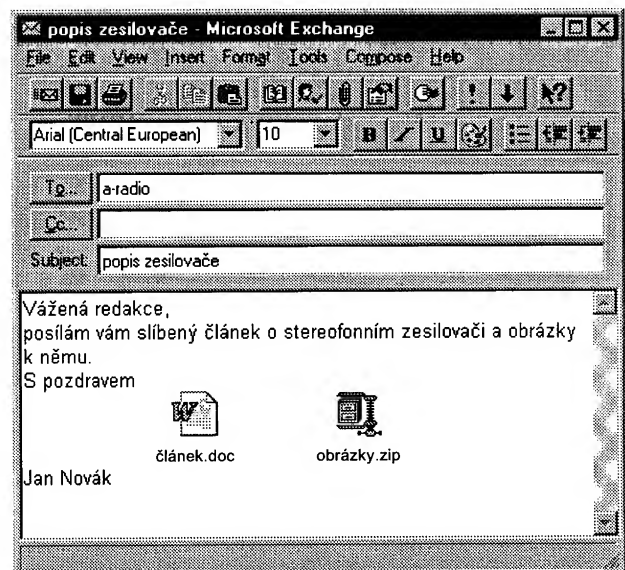 popis zesilovače - Microsoft Exchange
File Edit View Insert Format Tools Compose Help
Arial (Central European) 10 B I U
To... a-radio
Cc...
Subject: popis zesilovače
Vážená redakce,
posílám vám slíbený článek o stereofonním zesilovači a obrázky
k němu.
S pozdravem
článek.doc obrázky.zip
Jan Novák